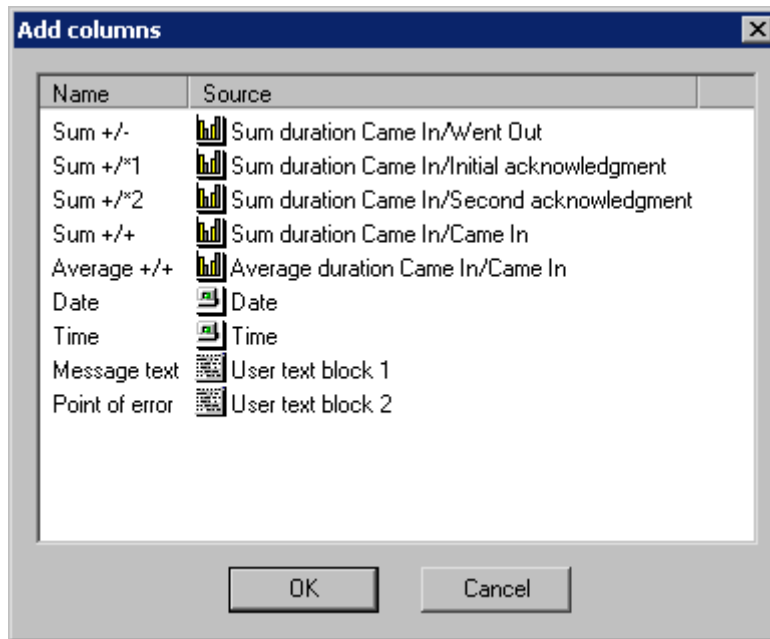 Add columns
Name Source
Sum +/- Sum duration Came In/Went Out
Sum +/*1 Sum duration Came In/Initial acknowledgment
Sum +/*2 Sum duration Came In/Second acknowledgment
Sum +/+ Sum duration Came In/Came In
Average +/+ Average duration Came In/Came In
Date Date
Time Time
Message text User text block 1
Point of error User text block 2
OK Cancel